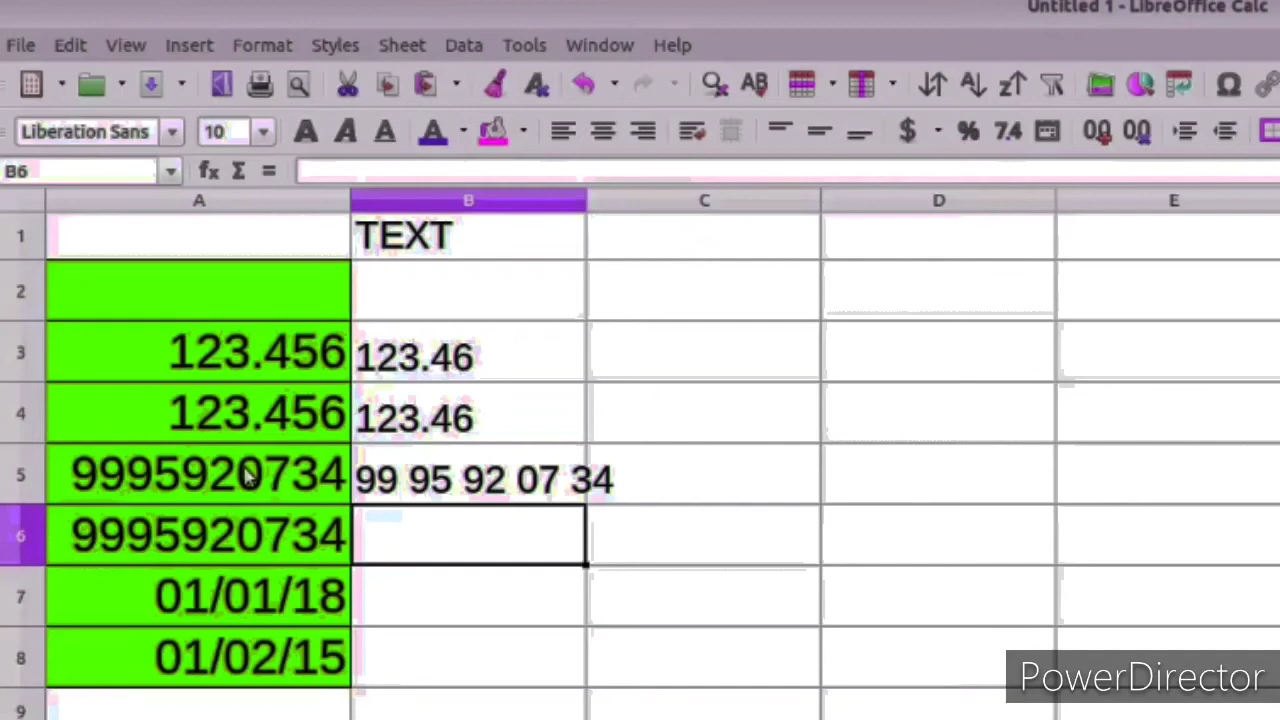 Untitled 1 - LibreOffice Calc
File Edit View Insert Format Styles Sheet Data Tools Window Help
Liberation Sans 10
B6
A B C D E
1 TEXT
2
3 123.456 123.46
4 123.456 123.46
5 9995920734 99 95 92 07 34
6 9995920734
7 01/01/18
8 01/02/15
9
PowerDirector